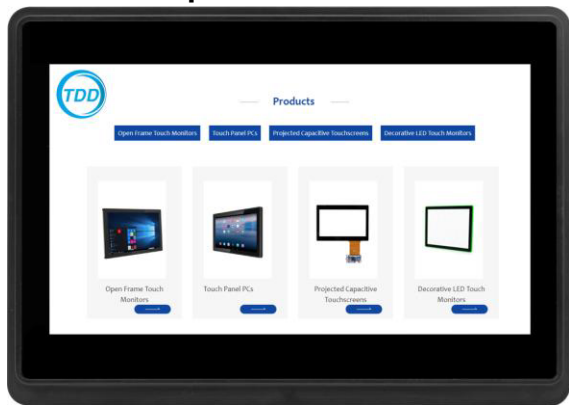 TDD
Products
Open Frame Touch Monitors
Touch Panel PCs
Projected Capacitive Touchscreens
Decorative LED Touch Monitors
Open Frame Touch
Monitors
Touch Panel PCs
Projected Capacitive
Touchscreens
Decorative LED Touch
Monitors